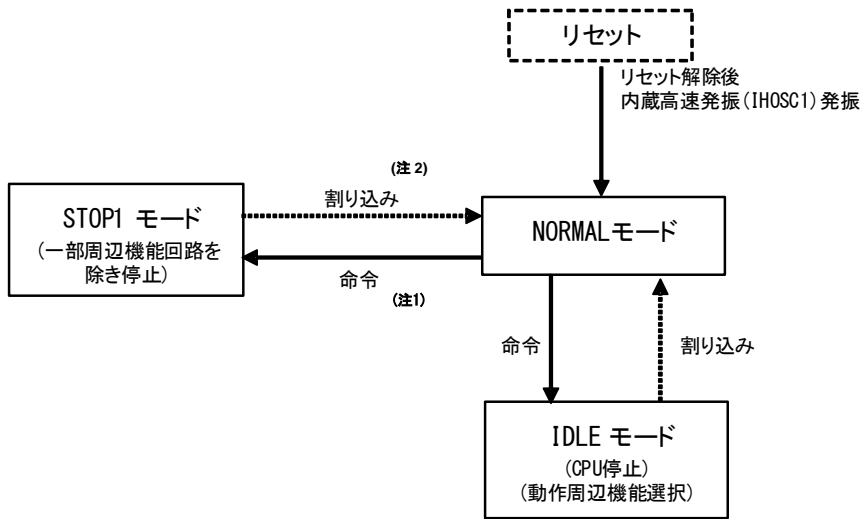 リセット
リセット解除後
内蔵高速発振(IHOSC1)発振
(注 2)
割り込み
STOP1 モード
(一部周辺機能回路を
除き停止)
NORMALモード
命令
(注1)
命令
割り込み
IDLE モード
(CPU停止)
(動作周辺機能選択)